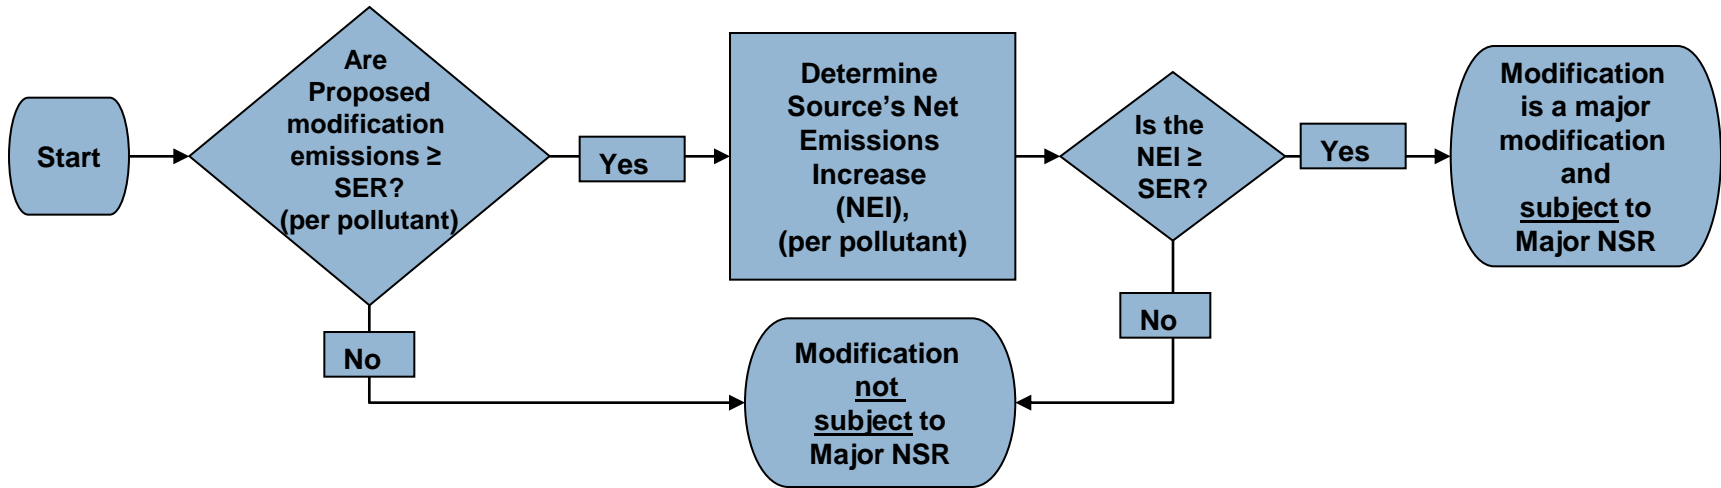 Start
Are
Proposed
modification
emissions ≥
SER?
(per pollutant)
Yes
Determine
Source’s Net
Emissions
Increase
(NEI),
(per pollutant)
Is the
NEI ≥
SER?
Yes
Modification
is a major
modification
and
subject to
Major NSR
No
No
Modification
not
subject to
Major NSR